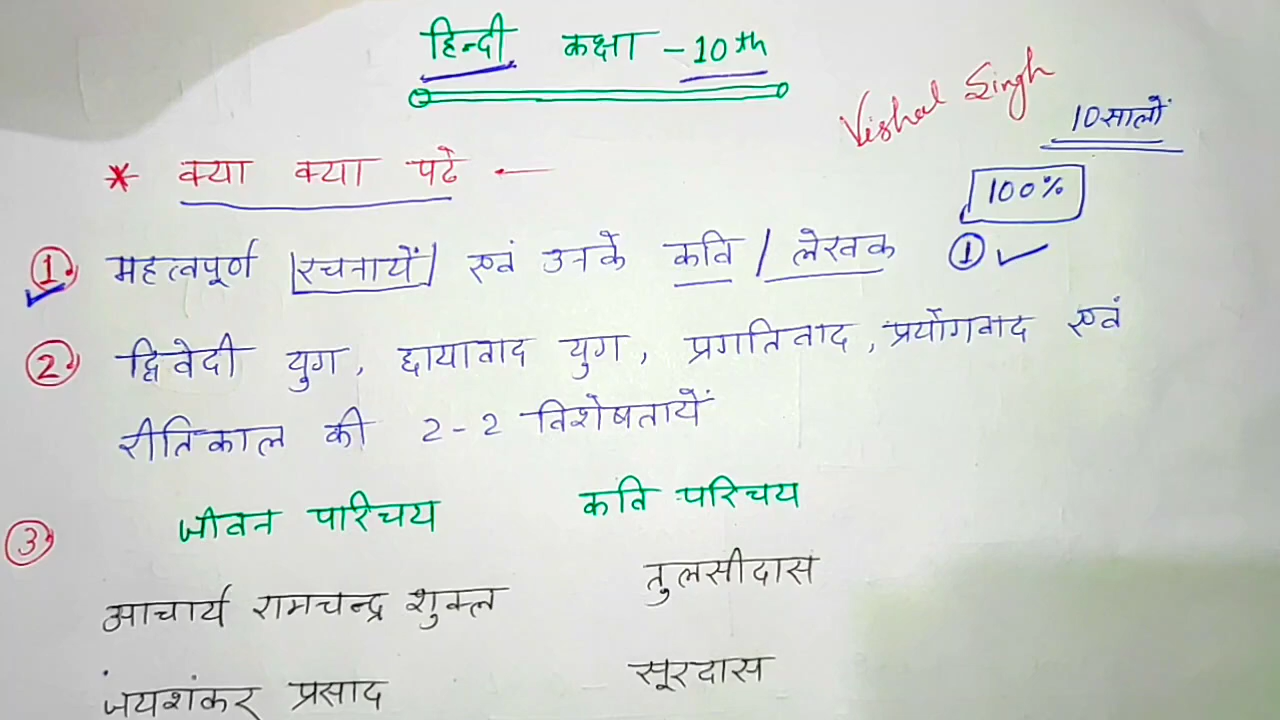 हिन्दी कक्षा - 10th
Vishal Singh
10 सालों
* क्या क्या पढे -
100%
① महत्वपूर्ण |रचनायें| एवं उनके कवि / लेखक ① ✓
② द्विवेदी युग, छायावाद युग, प्रगतिवाद, प्रयोगवाद एवं
रीतिकाल की 2-2 विशेषतायें
③ जीवन परिचय कवि परिचय
आचार्य रामचन्द्र शुक्ल तुलसीदास
जयशंकर प्रसाद सूरदास